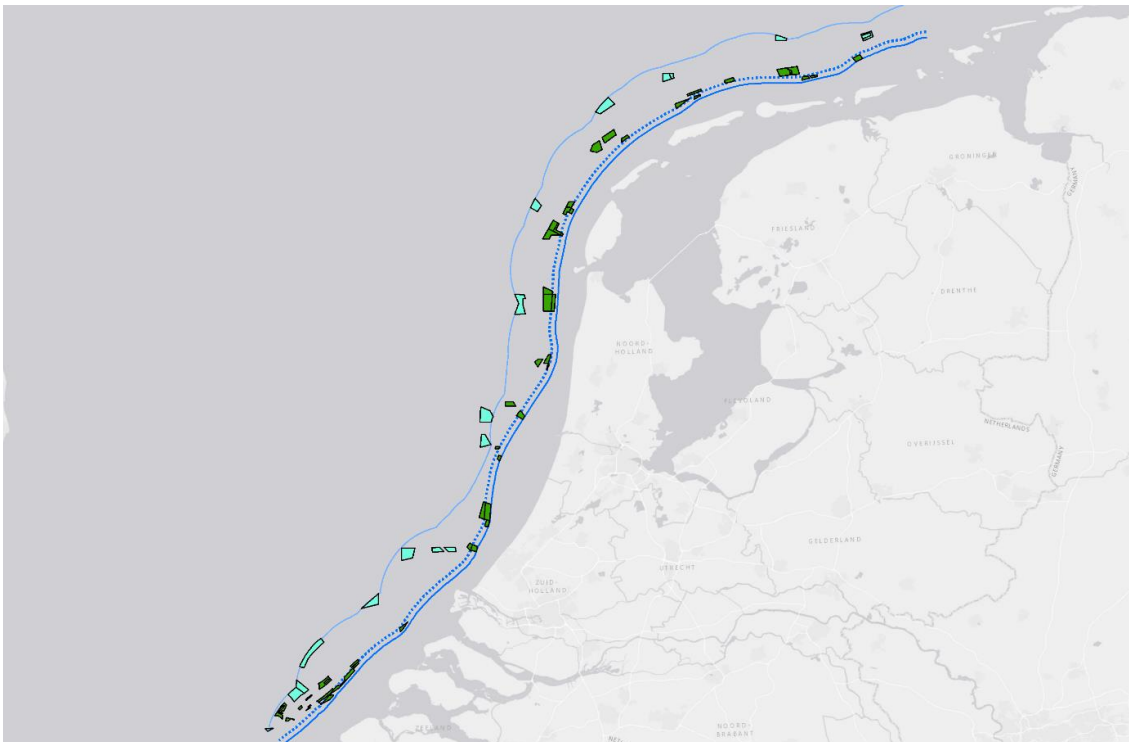 GRONINGEN
GERMANY
FRIESLAND
DRENTHE
NOORD-
HOLLAND
FLEVOLAND
NETHERLANDS
OVERIJSSEL
GERMANY
GELDERLAND
UTRECHT
ZUID-
HOLLAND
ZEELAND
NOORD-
BRABANT